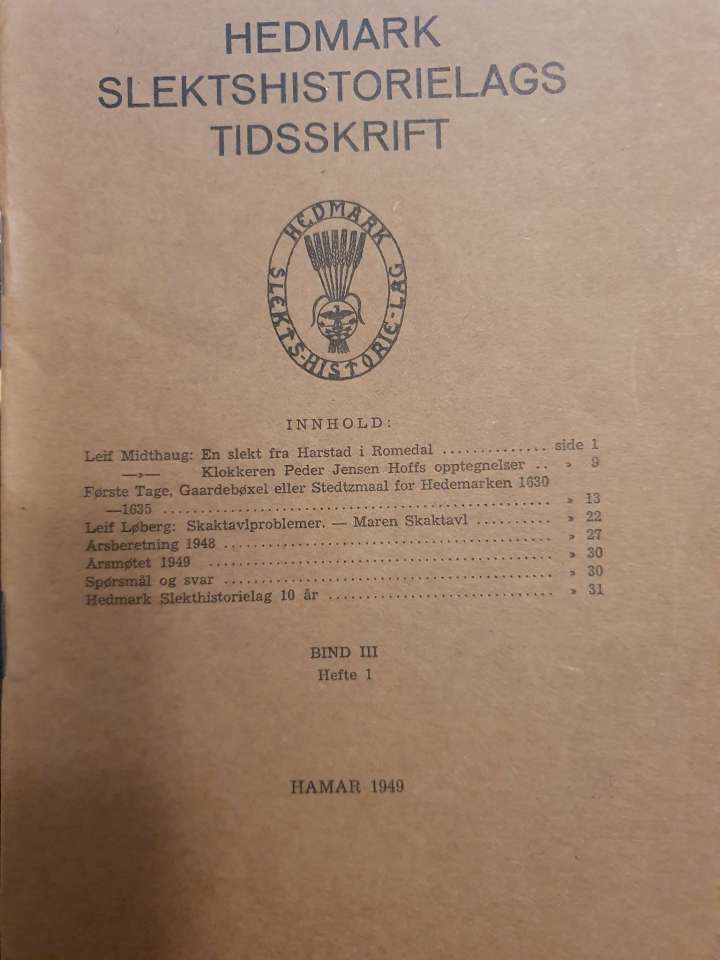 HEDMARK
SLEKTSHISTORIELAGS
TIDSSKRIFT
HEDMARK
SLEKTS-HISTORIE-LAG
INNHOLD:
Leif Midthaug: En slekt fra Harstad i Romedal .............. side 1
—»— Klokkeren Peder Jensen Hoffs opptegnelser .. » 9
Første Tage, Gaardebøxel eller Stedtzmaal for Hedemarken 1630
—1635 .................................................. » 13
Leif Løberg: Skaktavlproblemer. — Maren Skaktavl .......... » 22
Årsberetning 1948 .......................................... » 27
Årsmøtet 1949 ............................................ » 30
Spørsmål og svar .......................................... » 30
Hedmark Slekthistorielag 10 år .............................. » 31
BIND III
Hefte 1
HAMAR 1949